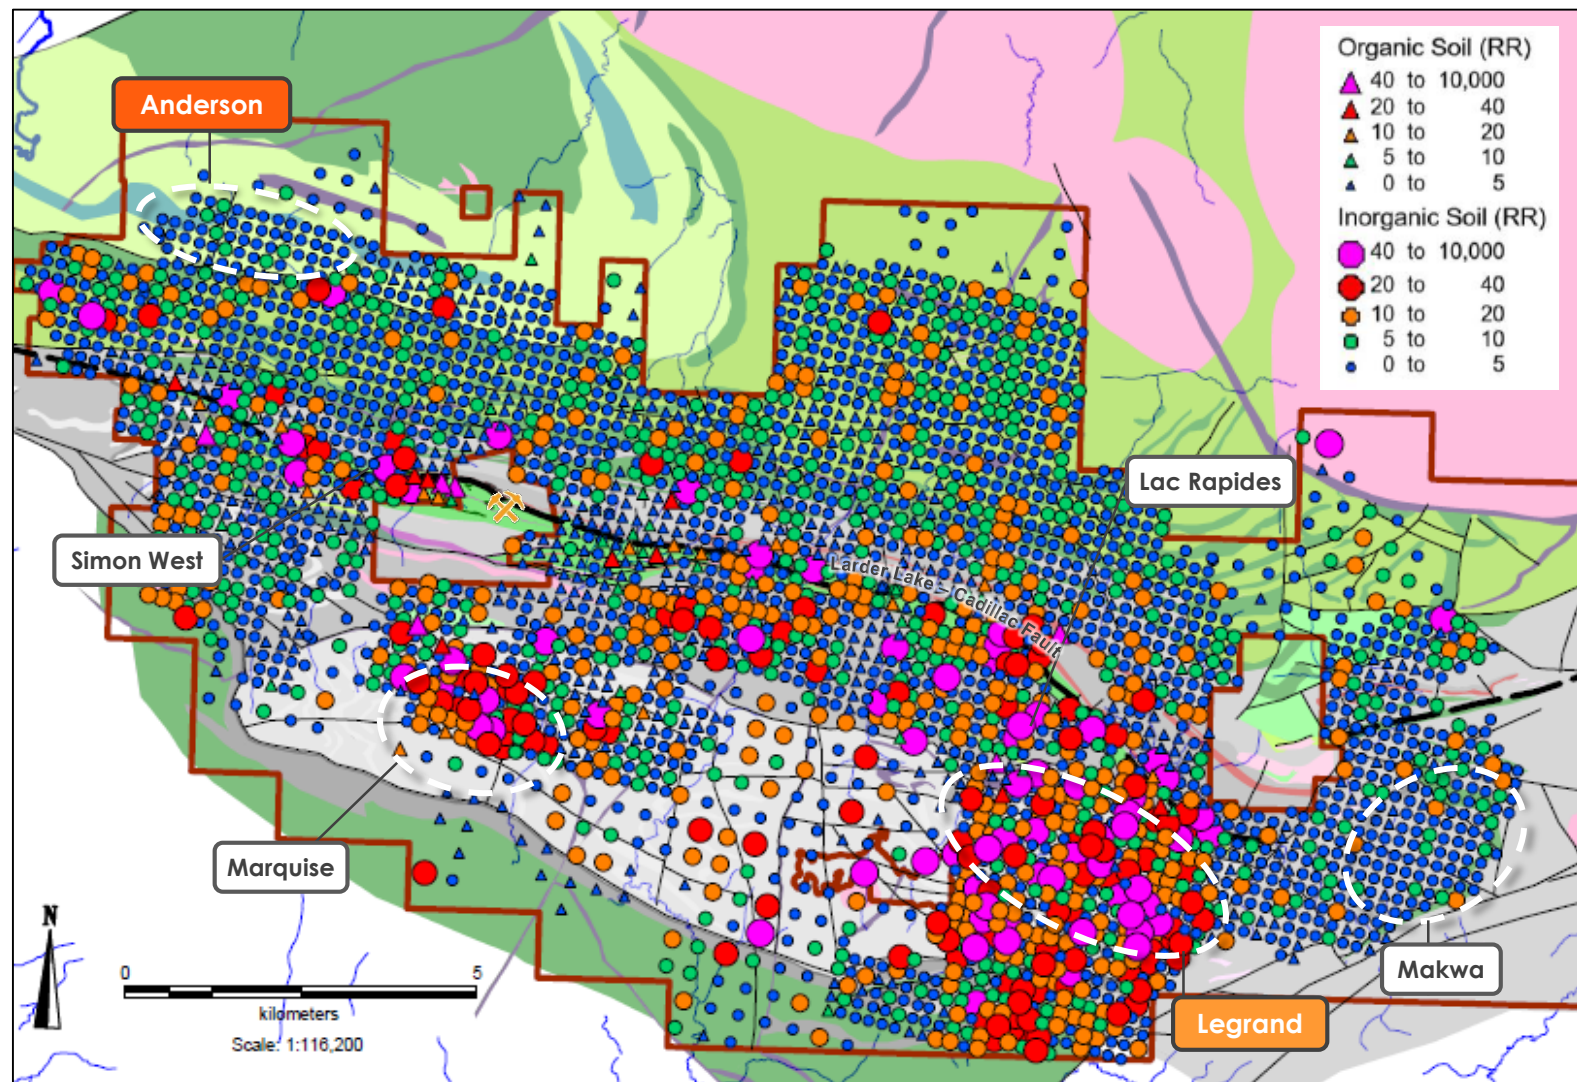 Organic Soil (RR)
40 to 10,000
20 to 40
10 to 20
5 to 10
0 to 5
Inorganic Soil (RR)
40 to 10,000
20 to 40
10 to 20
5 to 10
0 to 5
Anderson
Lac Rapides
Simon West
Larder Lake – Cadillac Fault
Marquise
Makwa
Legrand
N
0 5
kilometers
Scale: 1:116,200